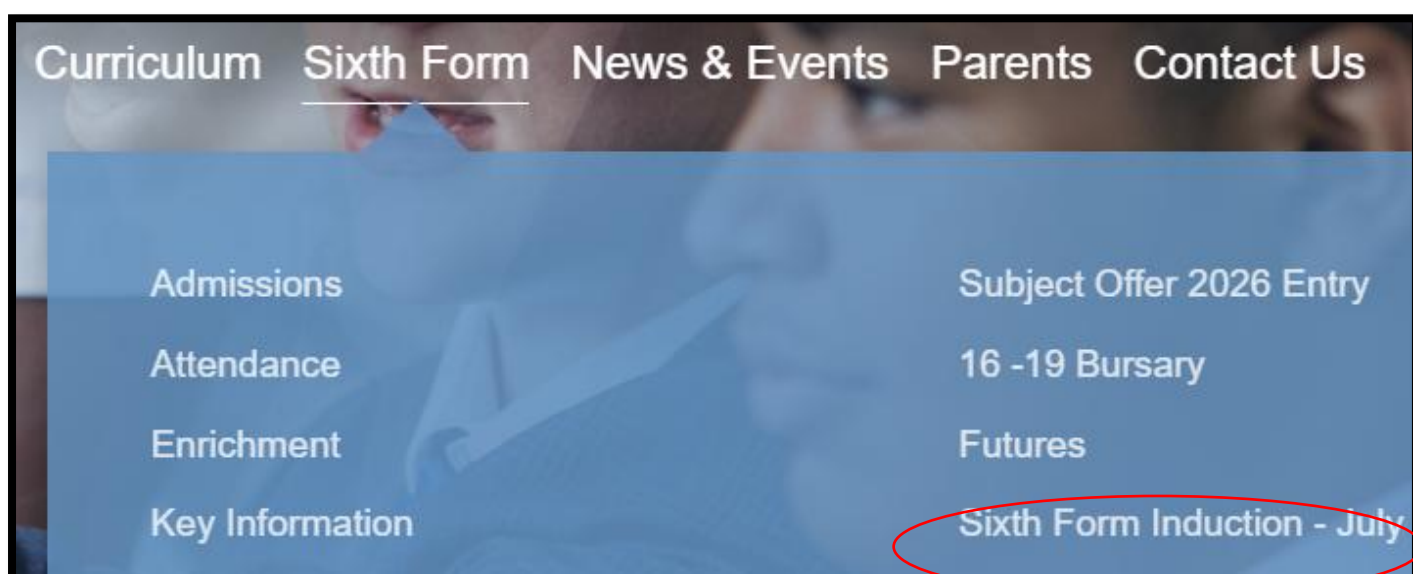 Curriculum Sixth Form News & Events Parents Contact Us
Admissions
Attendance
Enrichment
Key Information
Subject Offer 2026 Entry
16 -19 Bursary
Futures
Sixth Form Induction - July